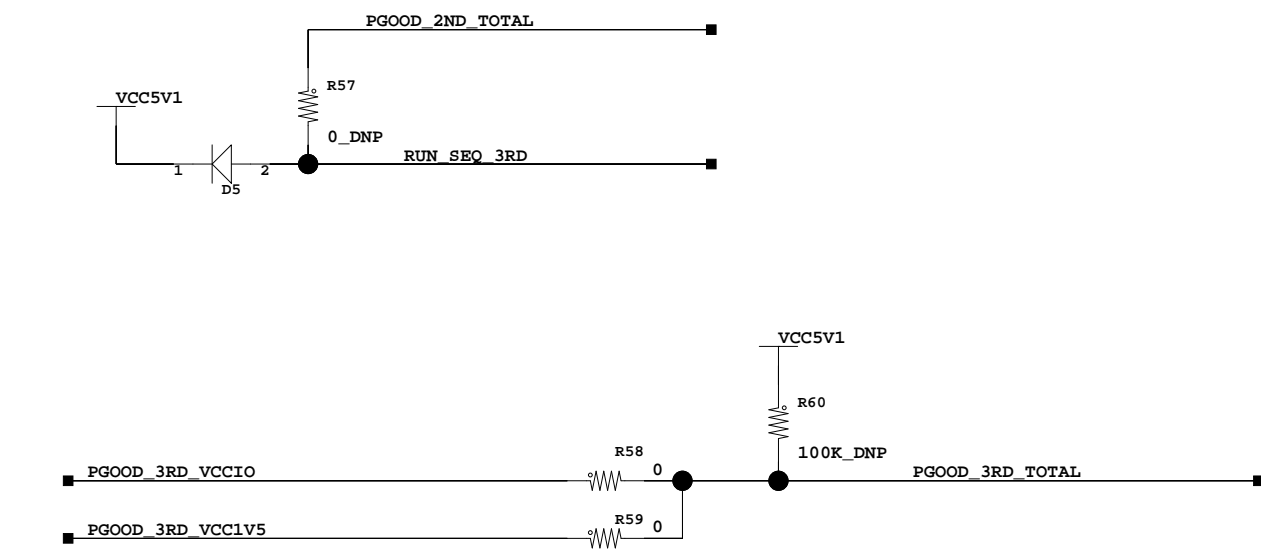 PGOOD_2ND_TOTAL
R57
VCC5V1
0_DNP
RUN_SEQ_3RD
1
2
D5
VCC5V1
R60
100K_DNP
R58
0
PGOOD_3RD_VCCIO
PGOOD_3RD_TOTAL
R59
0
PGOOD_3RD_VCC1V5